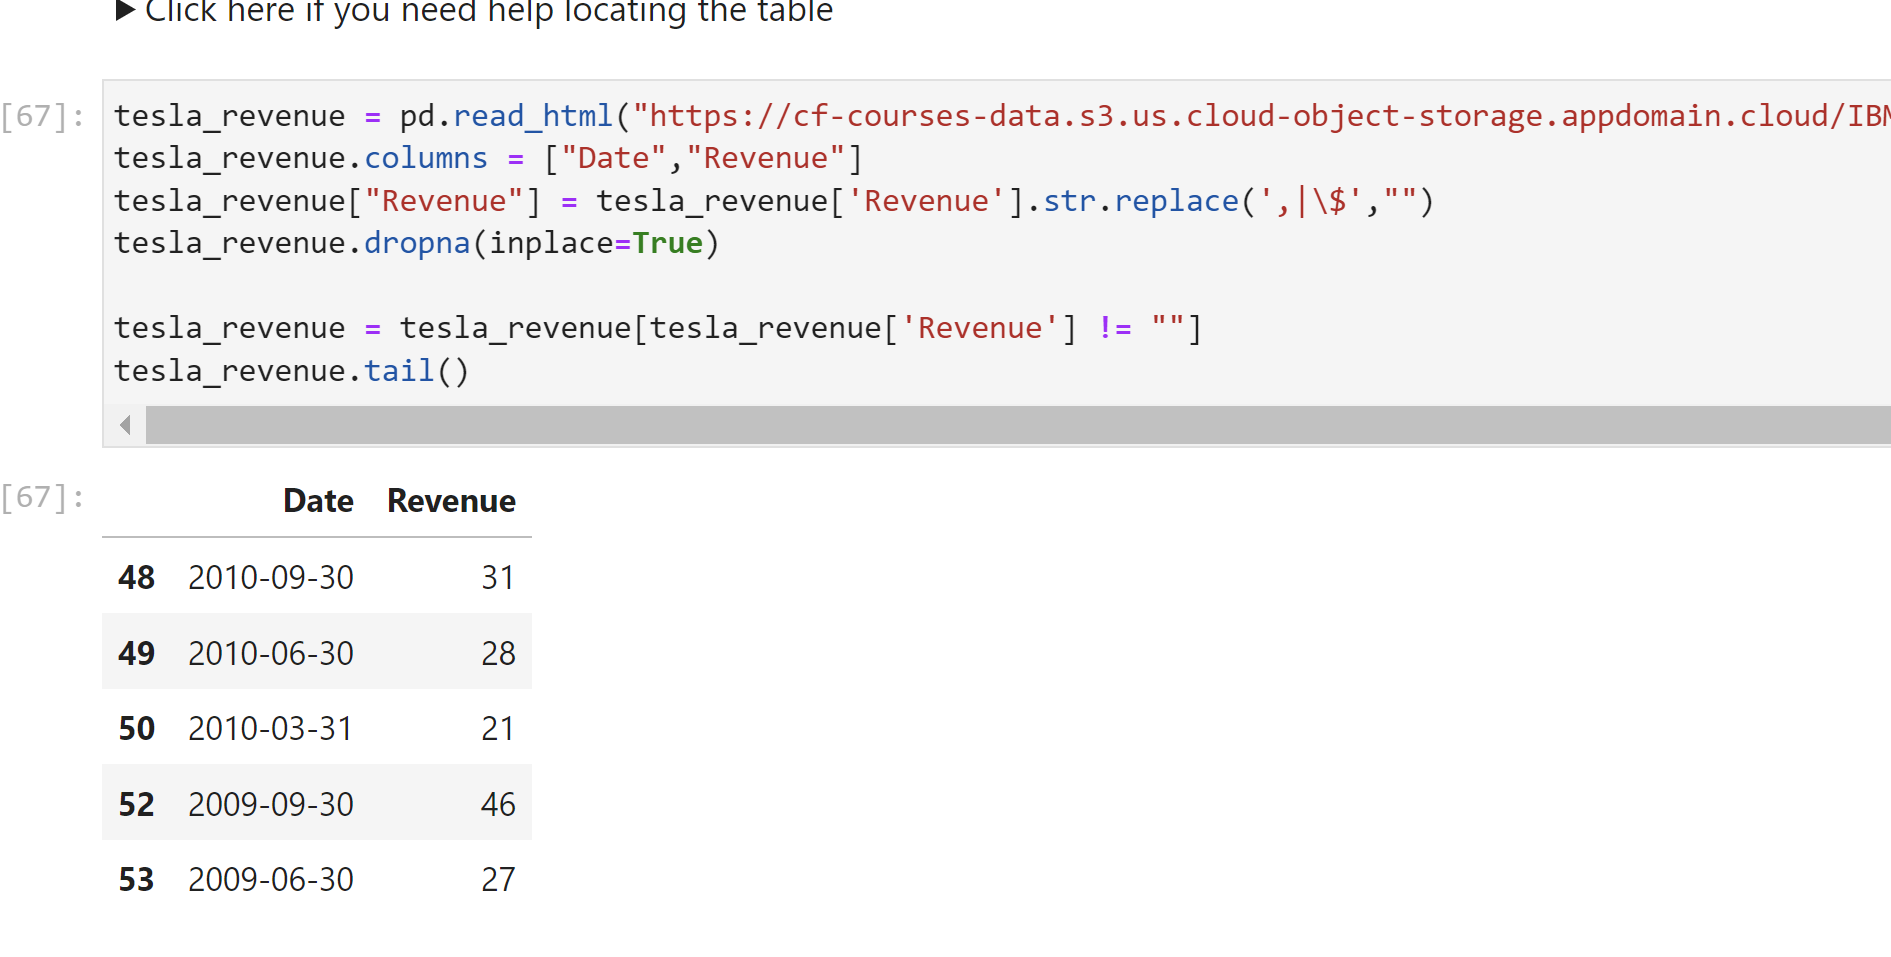 ▶ Click here if you need help locating the table
[67]: tesla_revenue = pd.read_html("https://cf-courses-data.s3.us.cloud-object-storage.appdomain.cloud/IBM
tesla_revenue.columns = ["Date","Revenue"]
tesla_revenue["Revenue"] = tesla_revenue['Revenue'].str.replace(',|\$',"")
tesla_revenue.dropna(inplace=True)
tesla_revenue = tesla_revenue[tesla_revenue['Revenue'] != ""]
tesla_revenue.tail()
[67]: Date Revenue
48 2010-09-30 31
49 2010-06-30 28
50 2010-03-31 21
52 2009-09-30 46
53 2009-06-30 27